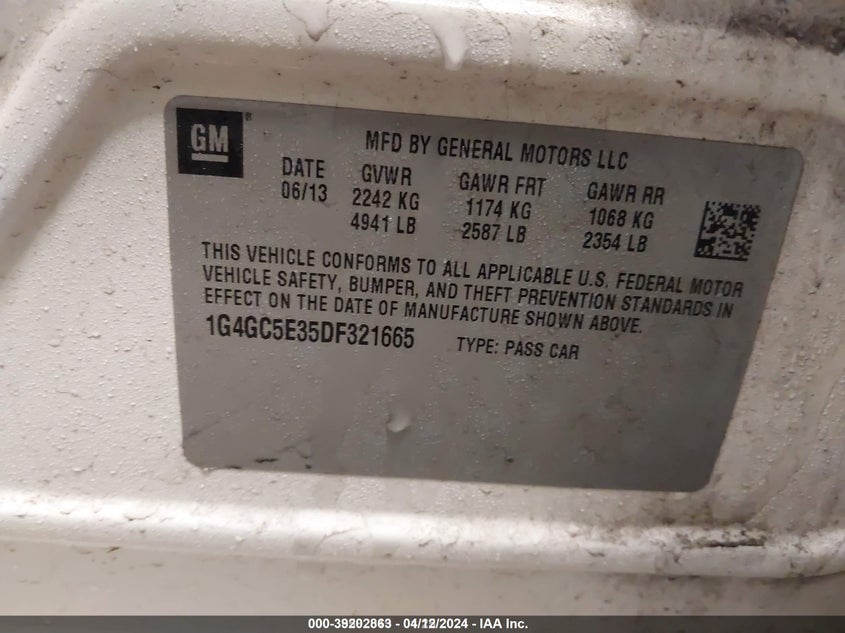 GM ®
MFD BY GENERAL MOTORS LLC
DATE GVWR GAWR FRT GAWR RR
06/13 2242 KG 1174 KG 1068 KG
4941 LB 2587 LB 2354 LB
THIS VEHICLE CONFORMS TO ALL APPLICABLE U.S. FEDERAL MOTOR
VEHICLE SAFETY, BUMPER, AND THEFT PREVENTION STANDARDS IN
EFFECT ON THE DATE OF MANUFACTURE SHOWN ABOVE.
1G4GC5E35DF321665 TYPE: PASS CAR
000-39202863 - 04/12/2024 - IAA Inc.